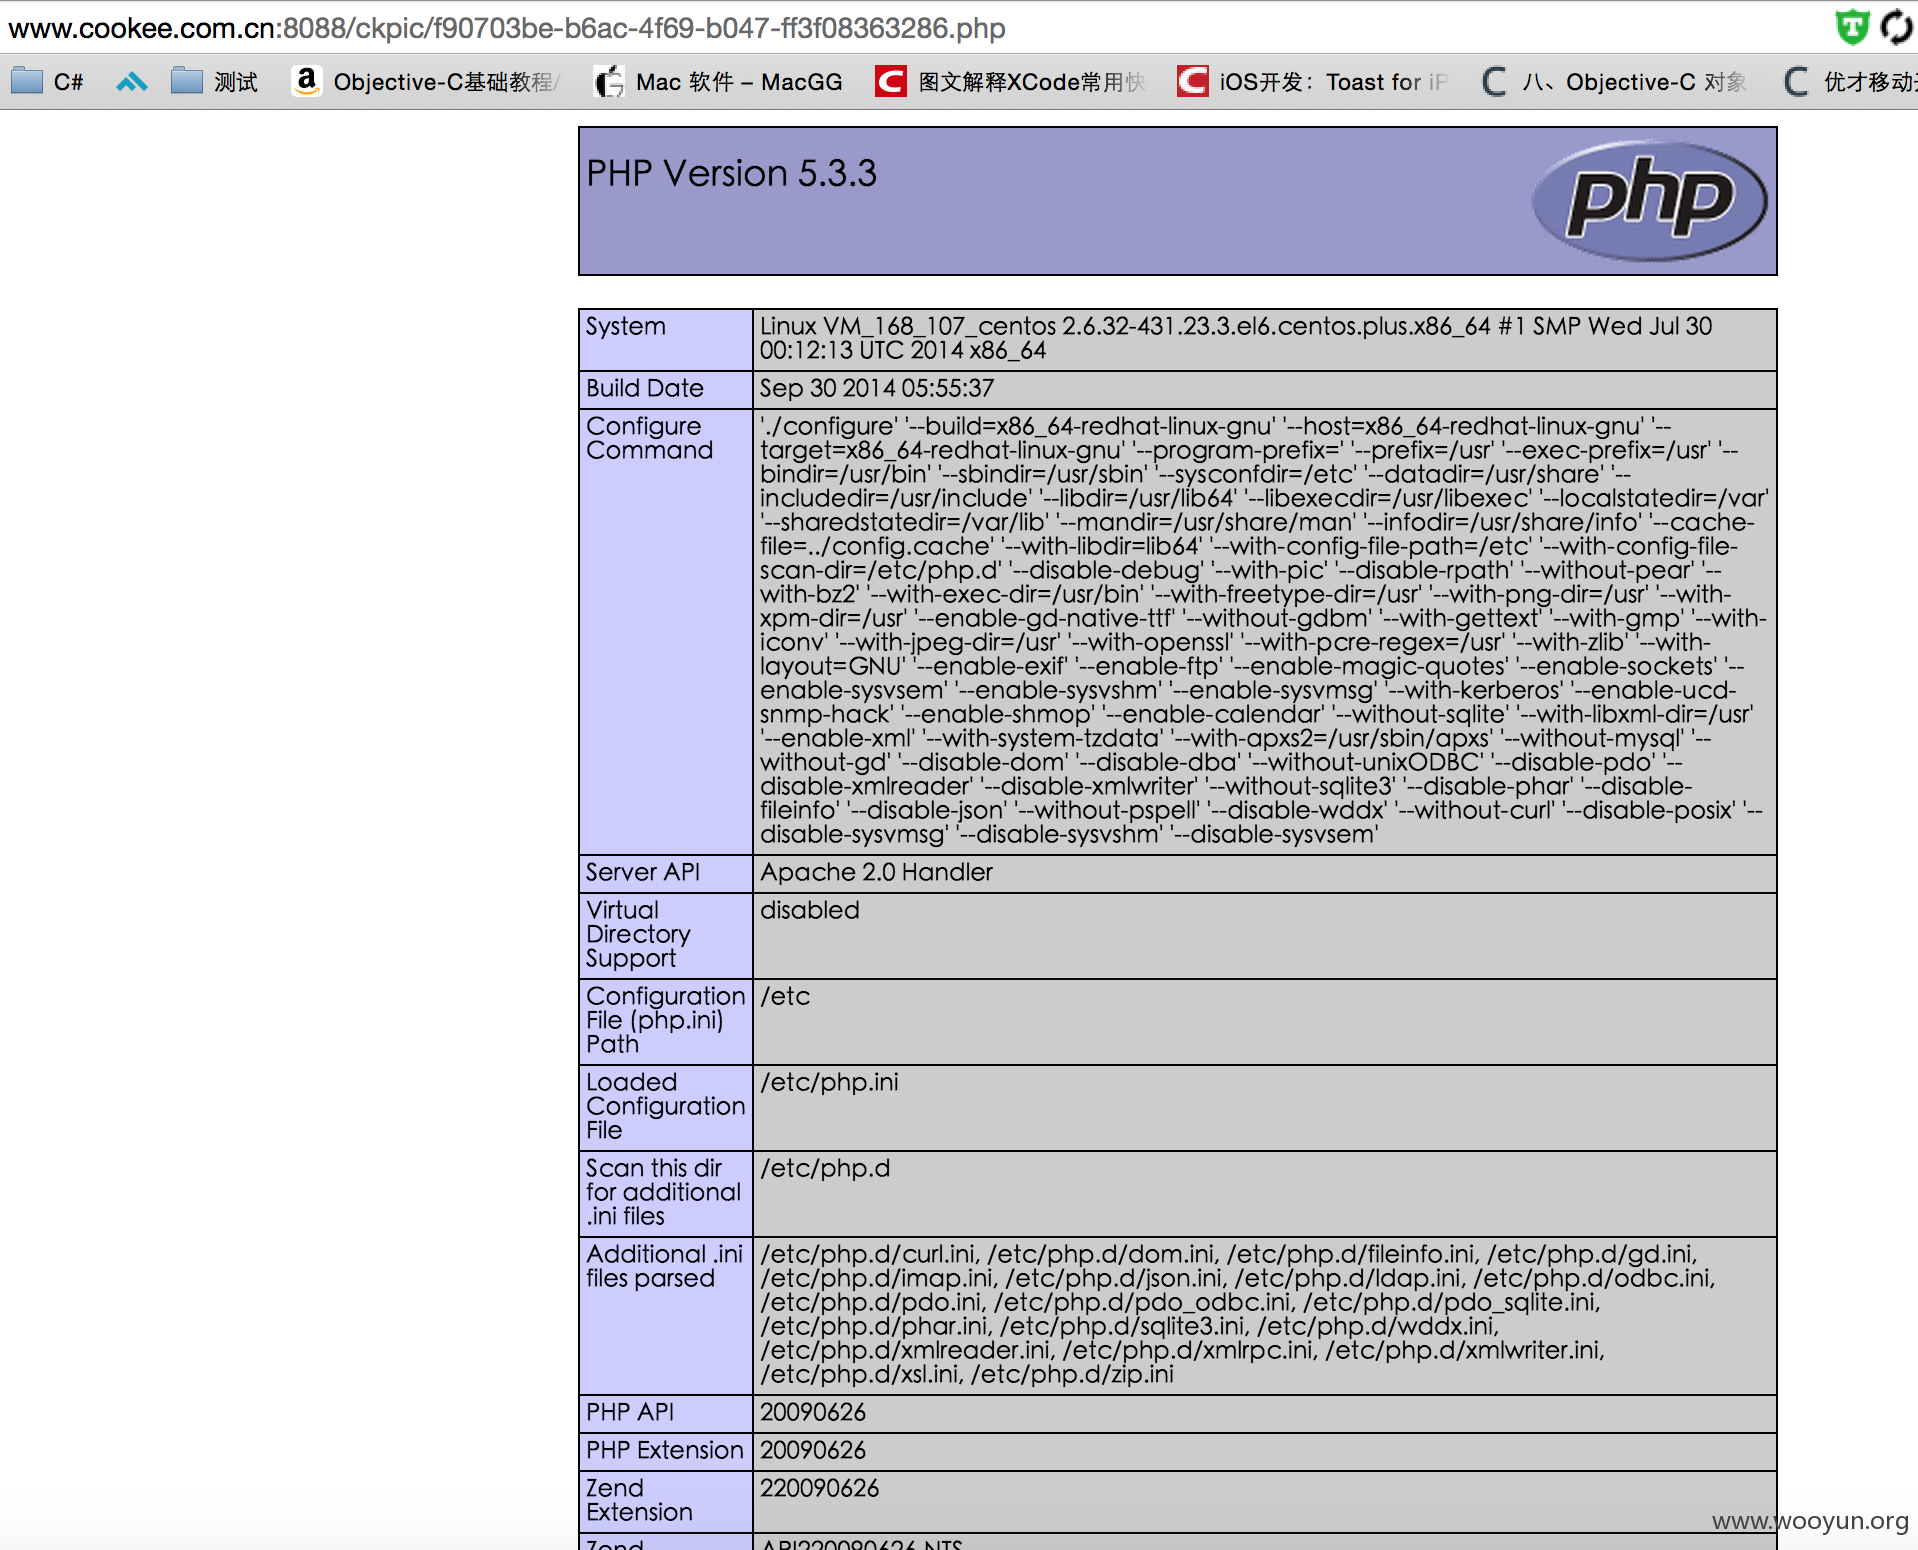 www.cookee.com.cn:8088/ckpic/f90703be-b6ac-4f69-b047-ff3f08363286.php
C# 测试 Objective-C基础教程/ Mac 软件 – MacGG 图文解释XCode常用快 iOS开发：Toast for iP 八、Objective-C 对象 优才移动
PHP Version 5.3.3
php
System
Linux VM_168_107_centos 2.6.32-431.23.3.el6.centos.plus.x86_64 #1 SMP Wed Jul 30
00:12:13 UTC 2014 x86_64
Build Date
Sep 30 2014 05:55:37
Configure
Command
'./configure' '--build=x86_64-redhat-linux-gnu' '--host=x86_64-redhat-linux-gnu' '--
target=x86_64-redhat-linux-gnu' '--program-prefix=' '--prefix=/usr' '--exec-prefix=/usr' '--
bindir=/usr/bin' '--sbindir=/usr/sbin' '--sysconfdir=/etc' '--datadir=/usr/share' '--
includedir=/usr/include' '--libdir=/usr/lib64' '--libexecdir=/usr/libexec' '--localstatedir=/var'
'--sharedstatedir=/var/lib' '--mandir=/usr/share/man' '--infodir=/usr/share/info' '--cache-
file=../config.cache' '--with-libdir=lib64' '--with-config-file-path=/etc' '--with-config-file-
scan-dir=/etc/php.d' '--disable-debug' '--with-pic' '--disable-rpath' '--without-pear' '--
with-bz2' '--with-exec-dir=/usr/bin' '--with-freetype-dir=/usr' '--with-png-dir=/usr' '--with-
xpm-dir=/usr' '--enable-gd-native-ttf' '--without-gdbm' '--with-gettext' '--with-gmp' '--with-
iconv' '--with-jpeg-dir=/usr' '--with-openssl' '--with-pcre-regex=/usr' '--with-zlib' '--with-
layout=GNU' '--enable-exif' '--enable-ftp' '--enable-magic-quotes' '--enable-sockets' '--
enable-sysvsem' '--enable-sysvshm' '--enable-sysvmsg' '--with-kerberos' '--enable-ucd-
snmp-hack' '--enable-shmop' '--enable-calendar' '--without-sqlite' '--with-libxml-dir=/usr'
'--enable-xml' '--with-system-tzdata' '--with-apxs2=/usr/sbin/apxs' '--without-mysql' '--
without-gd' '--disable-dom' '--disable-dba' '--without-unixODBC' '--disable-pdo' '--
disable-xmlreader' '--disable-xmlwriter' '--without-sqlite3' '--disable-phar' '--disable-
fileinfo' '--disable-json' '--without-pspell' '--disable-wddx' '--without-curl' '--disable-posix' '--
disable-sysvmsg' '--disable-sysvshm' '--disable-sysvsem'
Server API
Apache 2.0 Handler
Virtual
Directory
Support
disabled
Configuration
File (php.ini)
Path
/etc
Loaded
Configuration
File
/etc/php.ini
Scan this dir
for additional
.ini files
/etc/php.d
Additional .ini
files parsed
/etc/php.d/curl.ini, /etc/php.d/dom.ini, /etc/php.d/fileinfo.ini, /etc/php.d/gd.ini,
/etc/php.d/imap.ini, /etc/php.d/json.ini, /etc/php.d/ldap.ini, /etc/php.d/odbc.ini,
/etc/php.d/pdo.ini, /etc/php.d/pdo_odbc.ini, /etc/php.d/pdo_sqlite.ini,
/etc/php.d/phar.ini, /etc/php.d/sqlite3.ini, /etc/php.d/wddx.ini,
/etc/php.d/xmlreader.ini, /etc/php.d/xmlrpc.ini, /etc/php.d/xmlwriter.ini,
/etc/php.d/xsl.ini, /etc/php.d/zip.ini
PHP API
20090626
PHP Extension
20090626
Zend
Extension
220090626
Zend
API220090626,NTS
www.wooyun.org